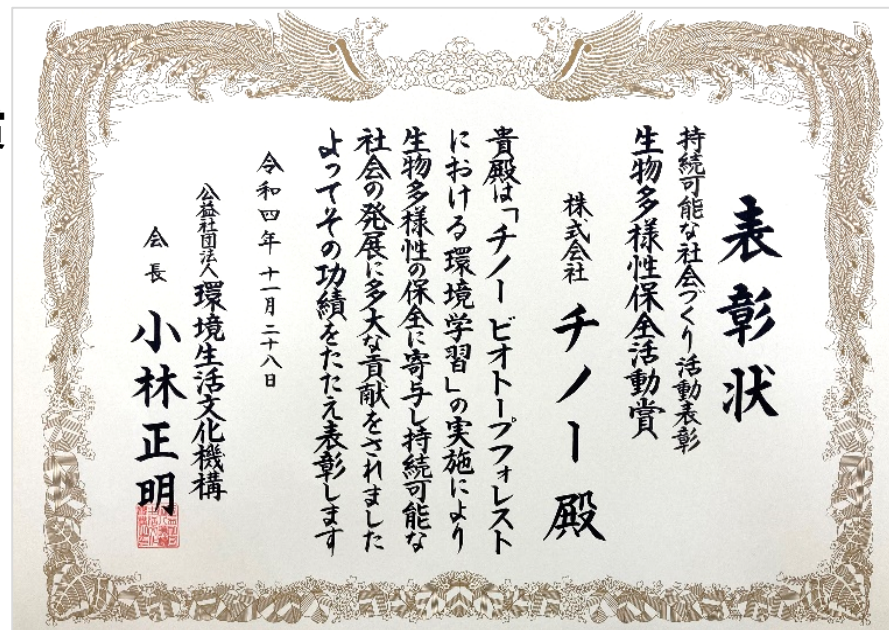 表彰状
持続可能な社会づくり活動表彰
生物多様性保全活動賞
株式会社 チノー 殿
貴殿は「チノー ビオトープフォレスト
における環境学習」の実施により
生物多様性の保全に寄与し持続可能な
社会の発展に多大な貢献をされました
よってその功績をたたえ表彰します
令和四年 十一月 二十八日
公益社団法人 環境生活文化機構
会長 小林正明